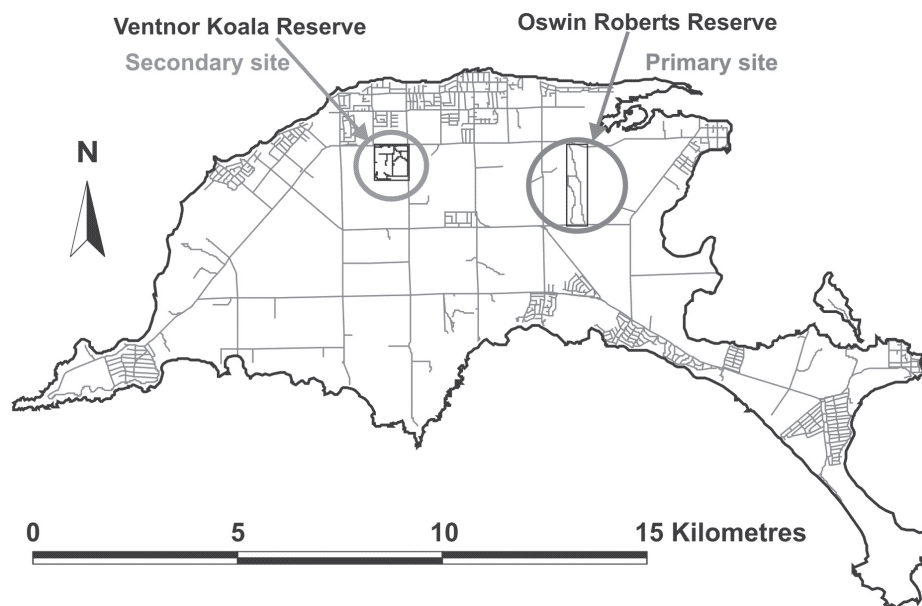 Ventnor Koala Reserve
Secondary site
Oswin Roberts Reserve
Primary site
N
0 5 10 15 Kilometres